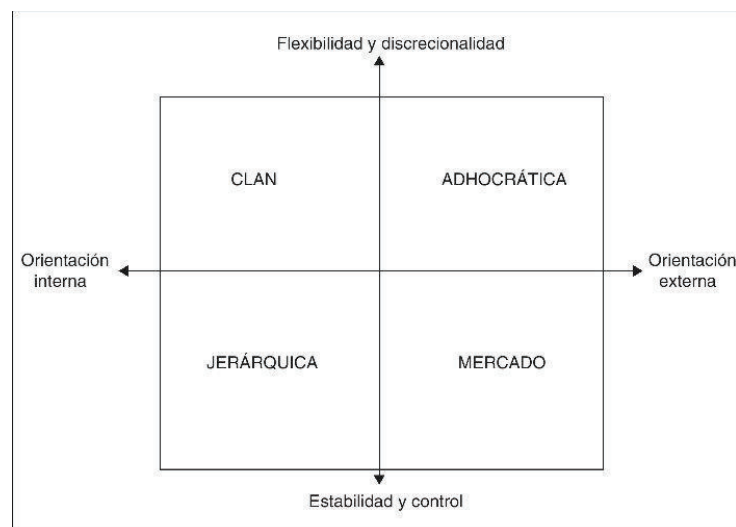 Flexibilidad y discrecionalidad
CLAN
ADHOCRÁTICA
Orientación
interna
Orientación
externa
JERÁRQUICA
MERCADO
Estabilidad y control